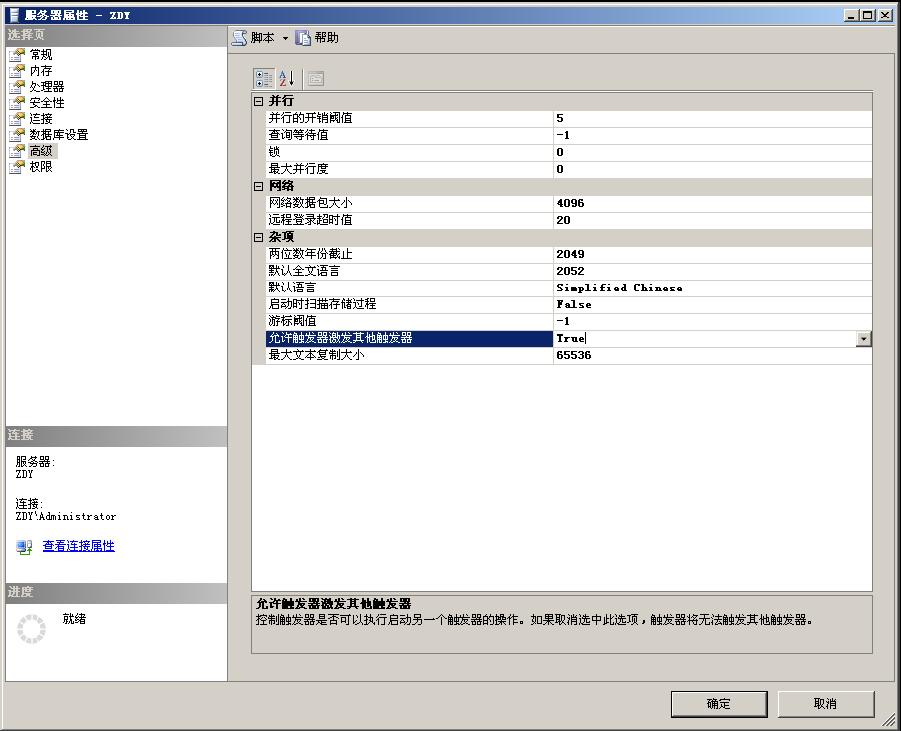 服务器属性 - ZDY
选择页
常规
内存
处理器
安全性
连接
数据库设置
高级
权限
脚本
帮助
并行
并行的开销阈值 5
查询等待值 -1
锁 0
最大并行度 0
网络
网络数据包大小 4096
远程登录超时值 20
杂项
两位数年份截止 2049
默认全文语言 2052
默认语言 Simplified Chinese
启动时扫描存储过程 False
游标阈值 -1
允许触发器激发其他触发器 True
最大文本复制大小 65536
连接
服务器:
ZDY
连接:
ZDY\Administrator
查看连接属性
进度
就绪
允许触发器激发其他触发器
控制触发器是否可以执行启动另一个触发器的操作。如果取消选中此选项，触发器将无法触发其他触发器。
确定
取消